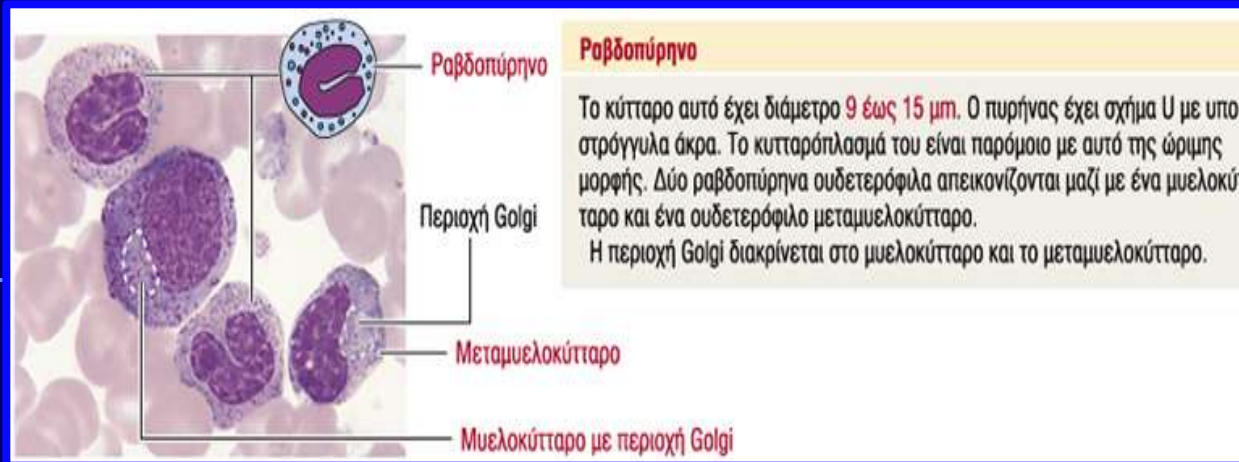 Ραβδοπύρηνο
Περιοχή Golgi
Μεταμυελοκύτταρο
Μυελοκύτταρο με περιοχή Golgi
Ραβδοπύρηνο
Το κύτταρο αυτό έχει διάμετρο 9 έως 15 μm. Ο πυρήνας έχει σχήμα U με υπο
στρόγγυλα άκρα. Το κυτταρόπλασμά του είναι παρόμοιο με αυτό της ώριμης
μορφής. Δύο ραβδοπύρηνα ουδετερόφιλα απεικονίζονται μαζί με ένα μυελοκύ
ταρο και ένα ουδετερόφιλο μεταμυελοκύτταρο.
Η περιοχή Golgi διακρίνεται στο μυελοκύτταρο και το μεταμυελοκύτταρο.